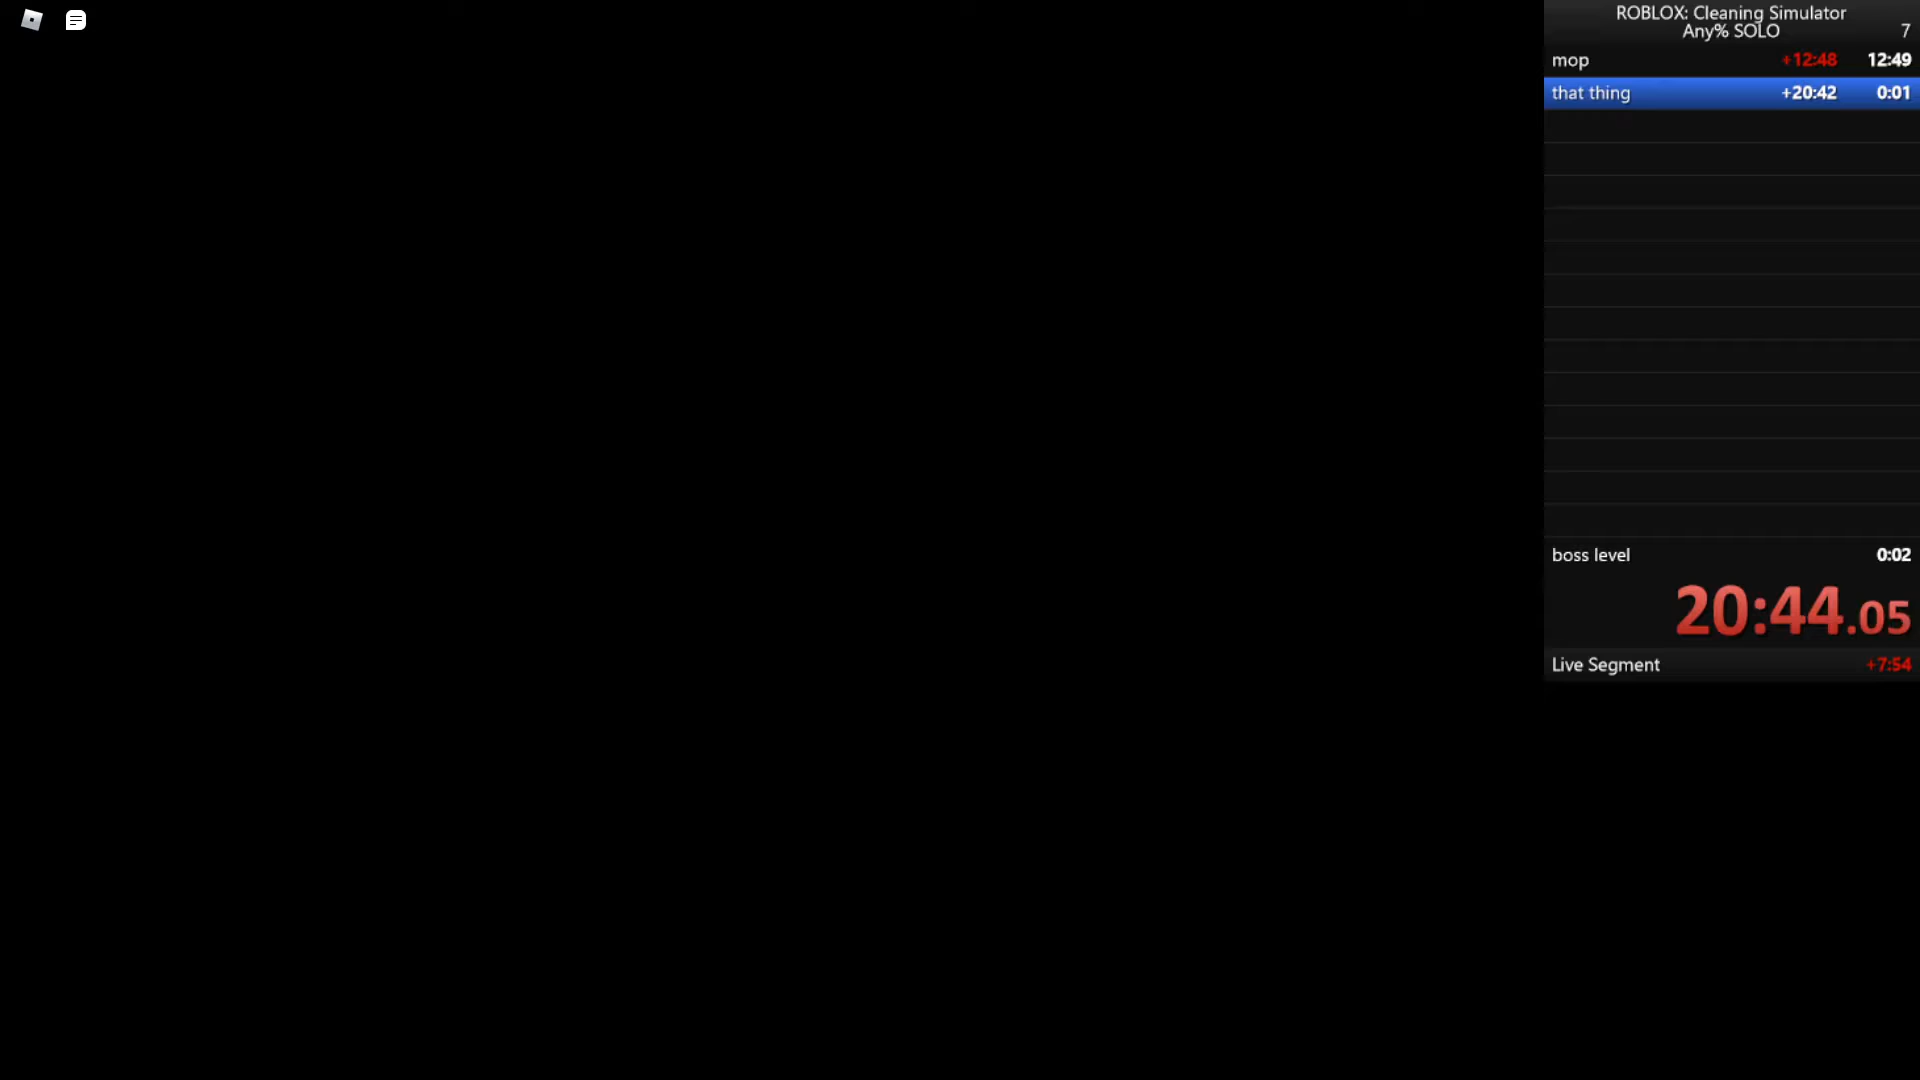 ROBLOX: Cleaning Simulator
Any% SOLO 7
mop +12:48 12:49
that thing +20:42 0:01
boss level 0:02
20:44.05
Live Segment +7:54